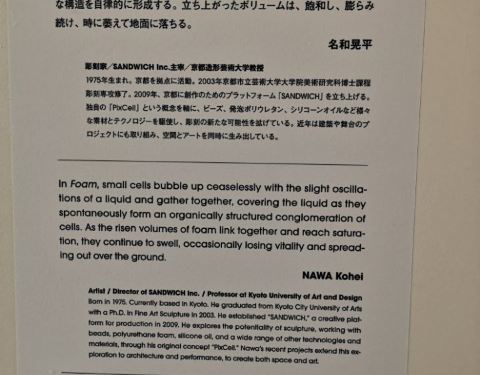 な構造を自律的に形成する。立ち上がったボリュームは、飽和し、膨らみ
続け、時に萎えて地面に落ちる。
名和晃平
彫刻家／SANDWICH Inc.主宰／京都造形芸術大学教授
1975年生まれ。京都を拠点に活動。2003年京都市立芸術大学大学院美術研究科博士課程
彫刻専攻修了。2009年、京都に創作のためのプラットフォーム「SANDWICH」を立ち上げる。
独自の「PixCell」という概念を軸に、ビーズ、発泡ポリウレタン、シリコーンオイルなど様々
な素材とテクノロジーを駆使し、彫刻の新たな可能性を拡げている。近年は建築や舞台のプ
ロジェクトにも取り組み、空間とアートを同時に生み出している。
In Foam, small cells bubble up ceaselessly with the slight oscilla-
tions of a liquid and gather together, covering the liquid as they
spontaneously form an organically structured conglomeration of
cells. As the risen volumes of foam link together and reach satura-
tion, they continue to swell, occasionally losing vitality and spread-
ing out over the ground.
NAWA Kohei
Artist / Director of SANDWICH Inc. / Professor at Kyoto University of Art and Design
Born in 1975. Currently based in Kyoto. He graduated from Kyoto City University of Arts
with a Ph.D. in Fine Art Sculpture in 2003. He established "SANDWICH," a creative plat-
form for production in 2009. He explores the potentiality of sculpture, working with
beads, polyurethane foam, silicone oil, and a wide range of other technologies and
materials, through his original concept "PixCell." Nawa's recent projects extend this ex-
ploration to architecture and performance, to create both space and art.